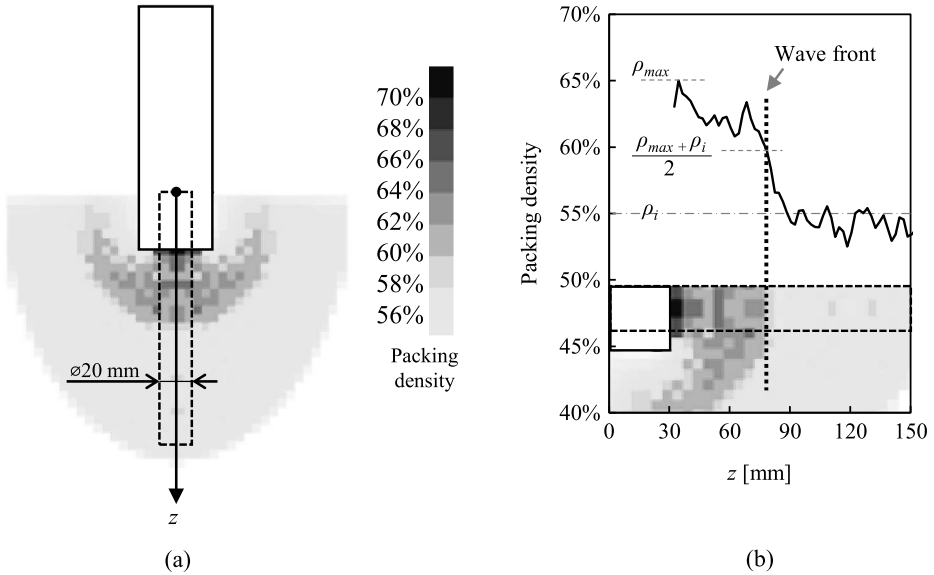 70%
68%
66%
64%
62%
60%
58%
56%
Packing
density
⌀20 mm
z
(a)
70%
65%
60%
55%
50%
45%
40%
Packing density
Wave front
ρmax
ρmax + ρi
2
ρi
0 30 60 90 120 150
z [mm]
(b)